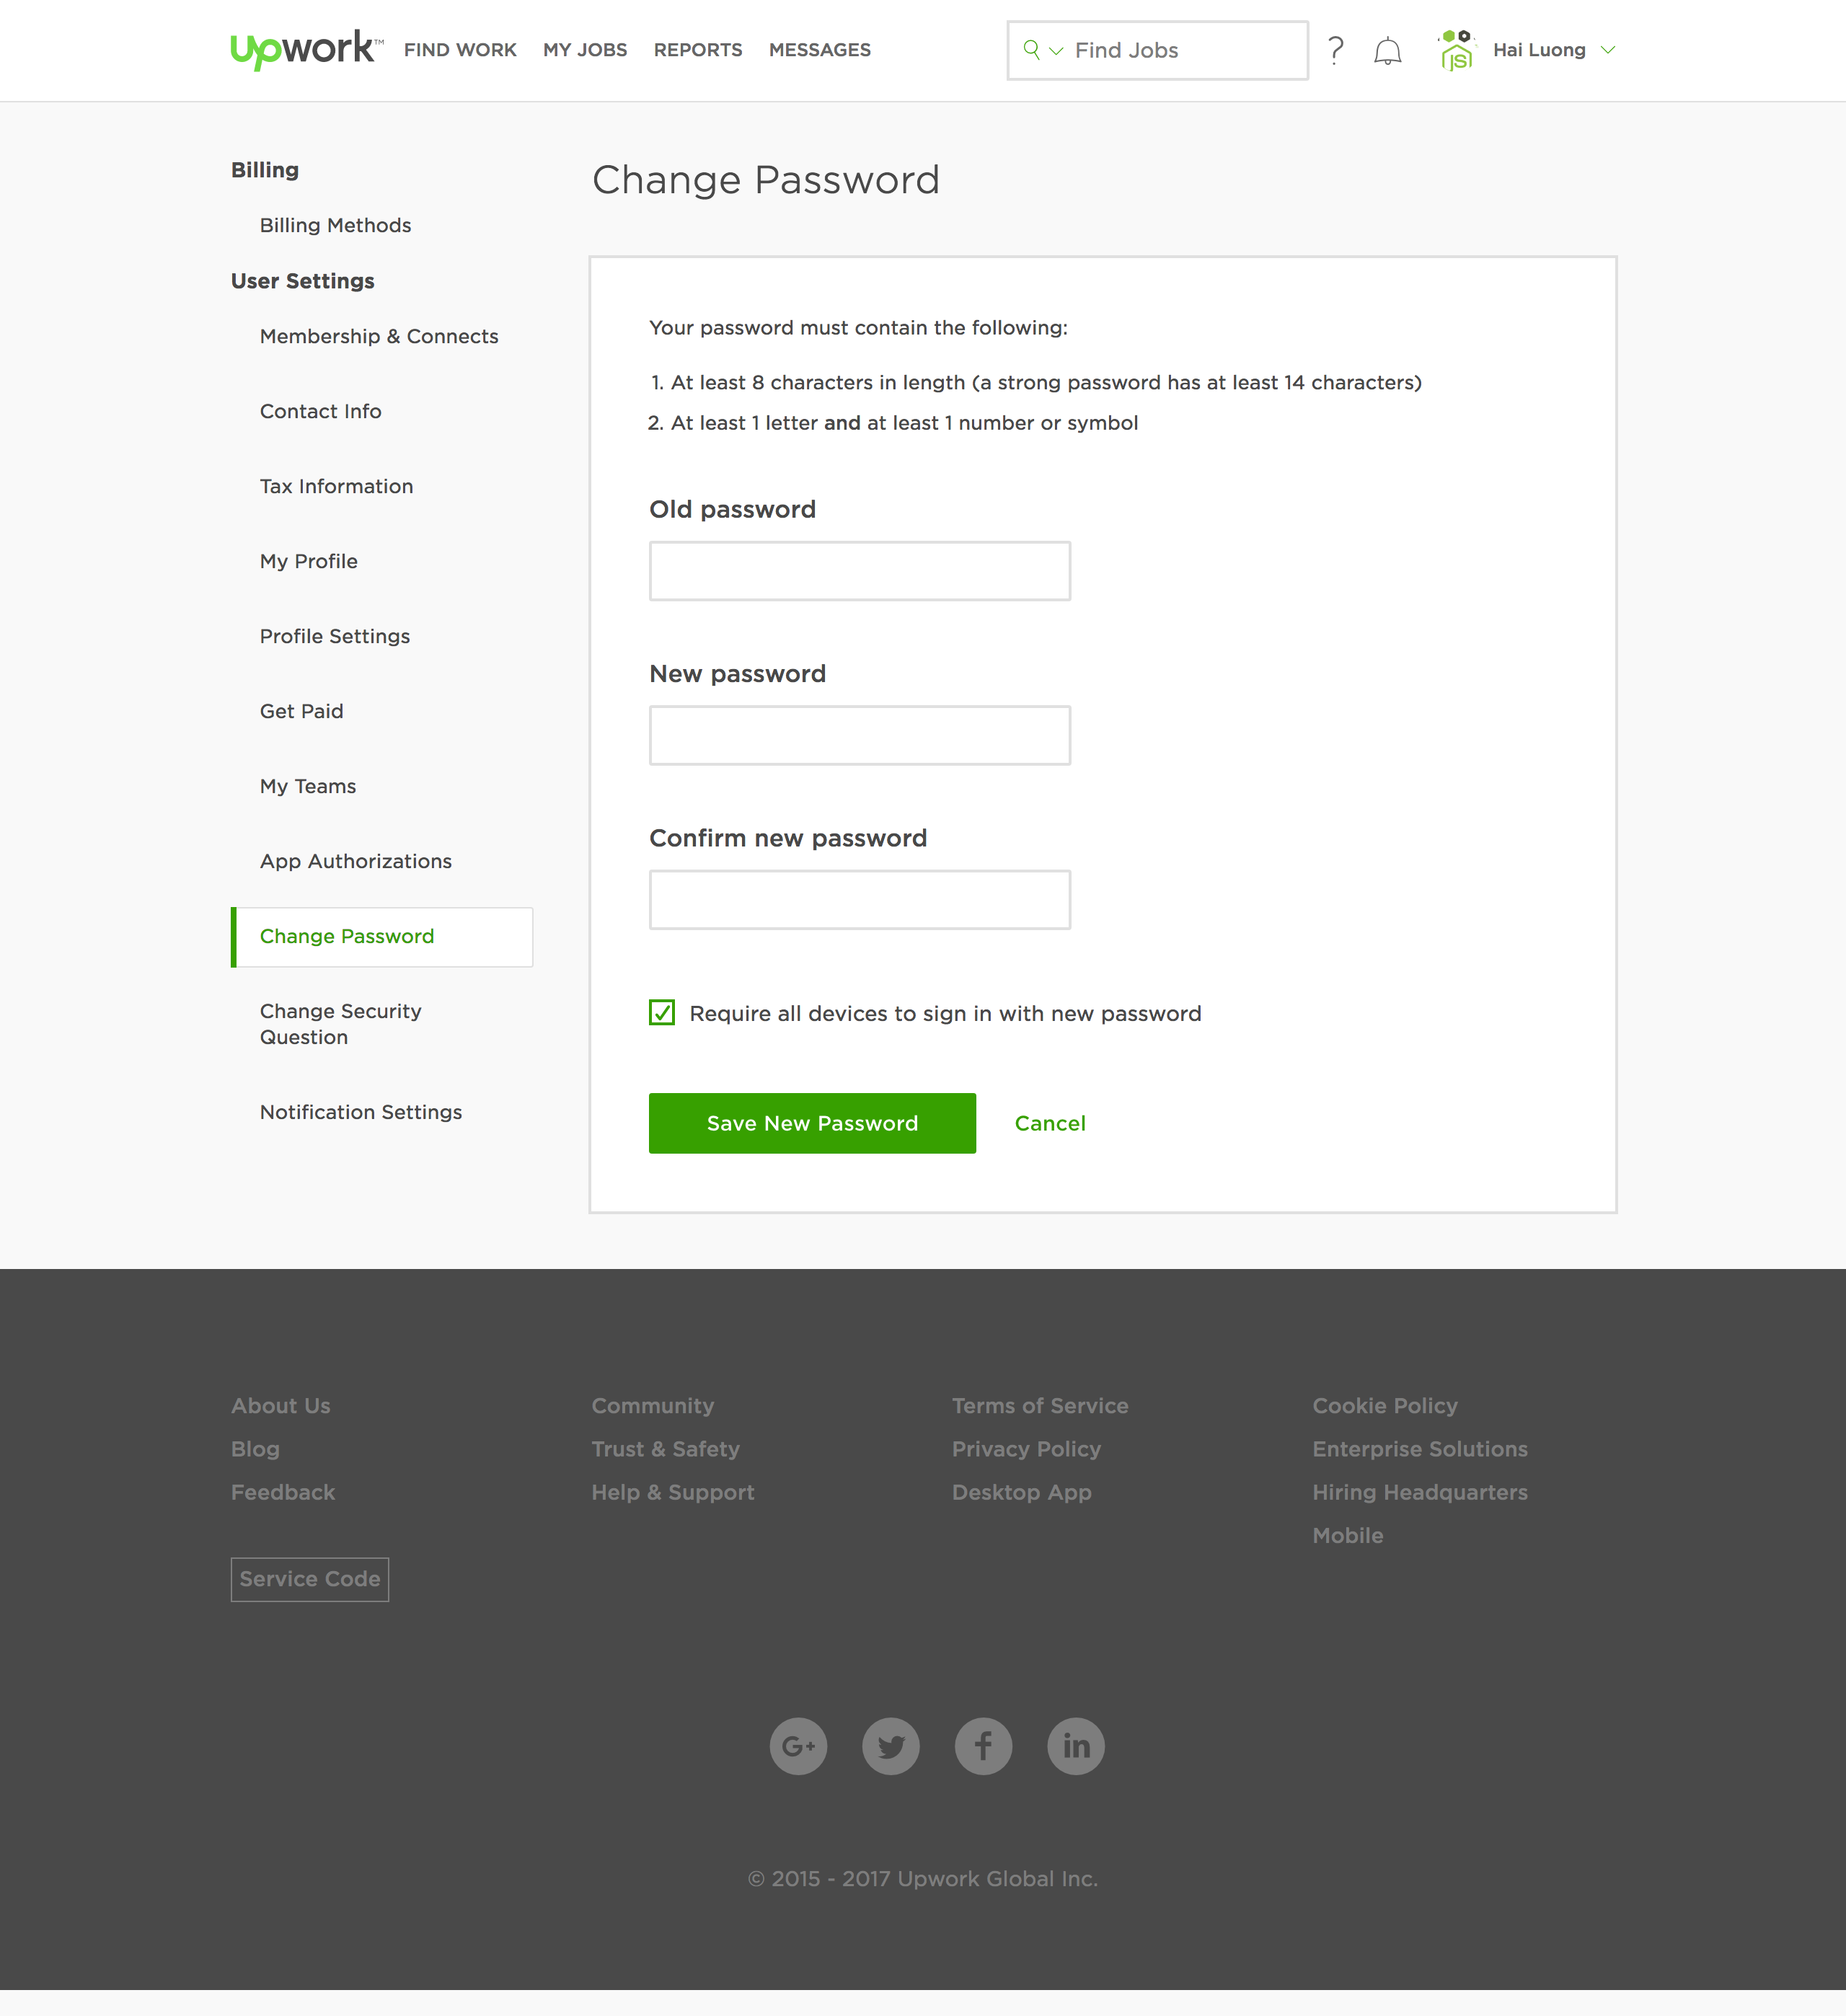 upwork™ FIND WORK MY JOBS REPORTS MESSAGES Find Jobs ? js Hai Luong
Billing
Billing Methods
User Settings
Membership & Connects
Contact Info
Tax Information
My Profile
Profile Settings
Get Paid
My Teams
App Authorizations
Change Password
Change Security
Question
Notification Settings
Change Password
Your password must contain the following:
1. At least 8 characters in length (a strong password has at least 14 characters)
2. At least 1 letter and at least 1 number or symbol
Old password
New password
Confirm new password
Require all devices to sign in with new password
Save New Password Cancel
About Us
Blog
Feedback
Service Code
Community
Trust & Safety
Help & Support
Terms of Service
Privacy Policy
Desktop App
Cookie Policy
Enterprise Solutions
Hiring Headquarters
Mobile
G+ f in
© 2015 - 2017 Upwork Global Inc.